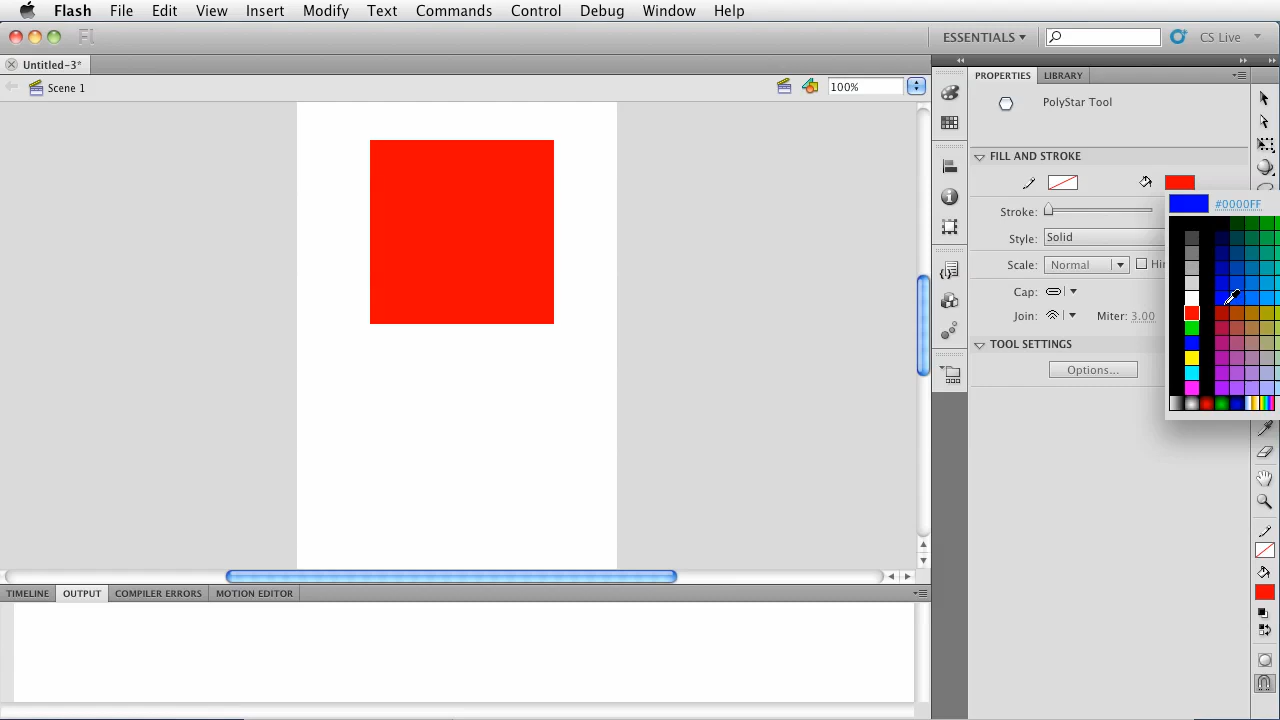 Flash File Edit View Insert Modify Text Commands Control Debug Window Help
Fl ESSENTIALS CS Live
Untitled-3*
Scene 1 100%
PROPERTIES LIBRARY
PolyStar Tool
FILL AND STROKE
#0000FF
Stroke:
Style: Solid
Scale: Normal Hin
Cap:
Join: Miter: 3.00
TOOL SETTINGS
Options...
TIMELINE OUTPUT COMPILER ERRORS MOTION EDITOR